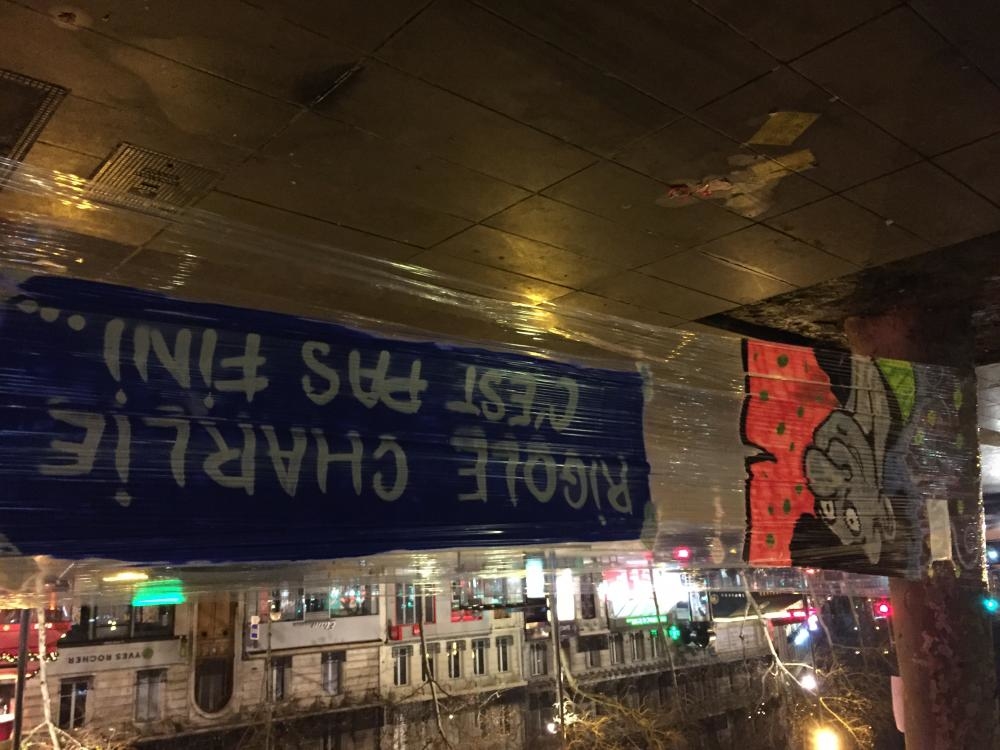 RiGOLE CHARLiE
C'EST PAS FiNi...
YVES ROCHER